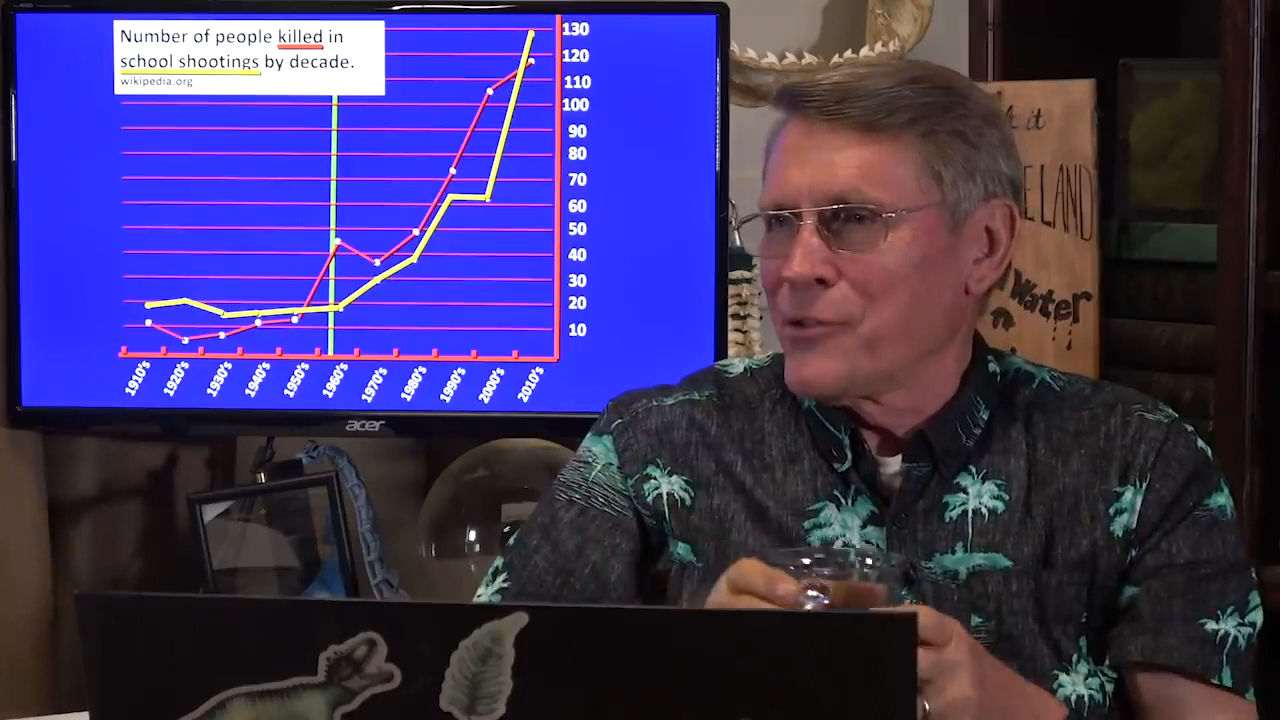 Number of people killed in
school shootings by decade.
wikipedia.org
130
120
110
100
90
80
70
60
50
40
30
20
10
1910's
1920's
1930's
1940's
1950's
1960's
1970's
1980's
1990's
2000's
2010's
acer
it
LAND
Water